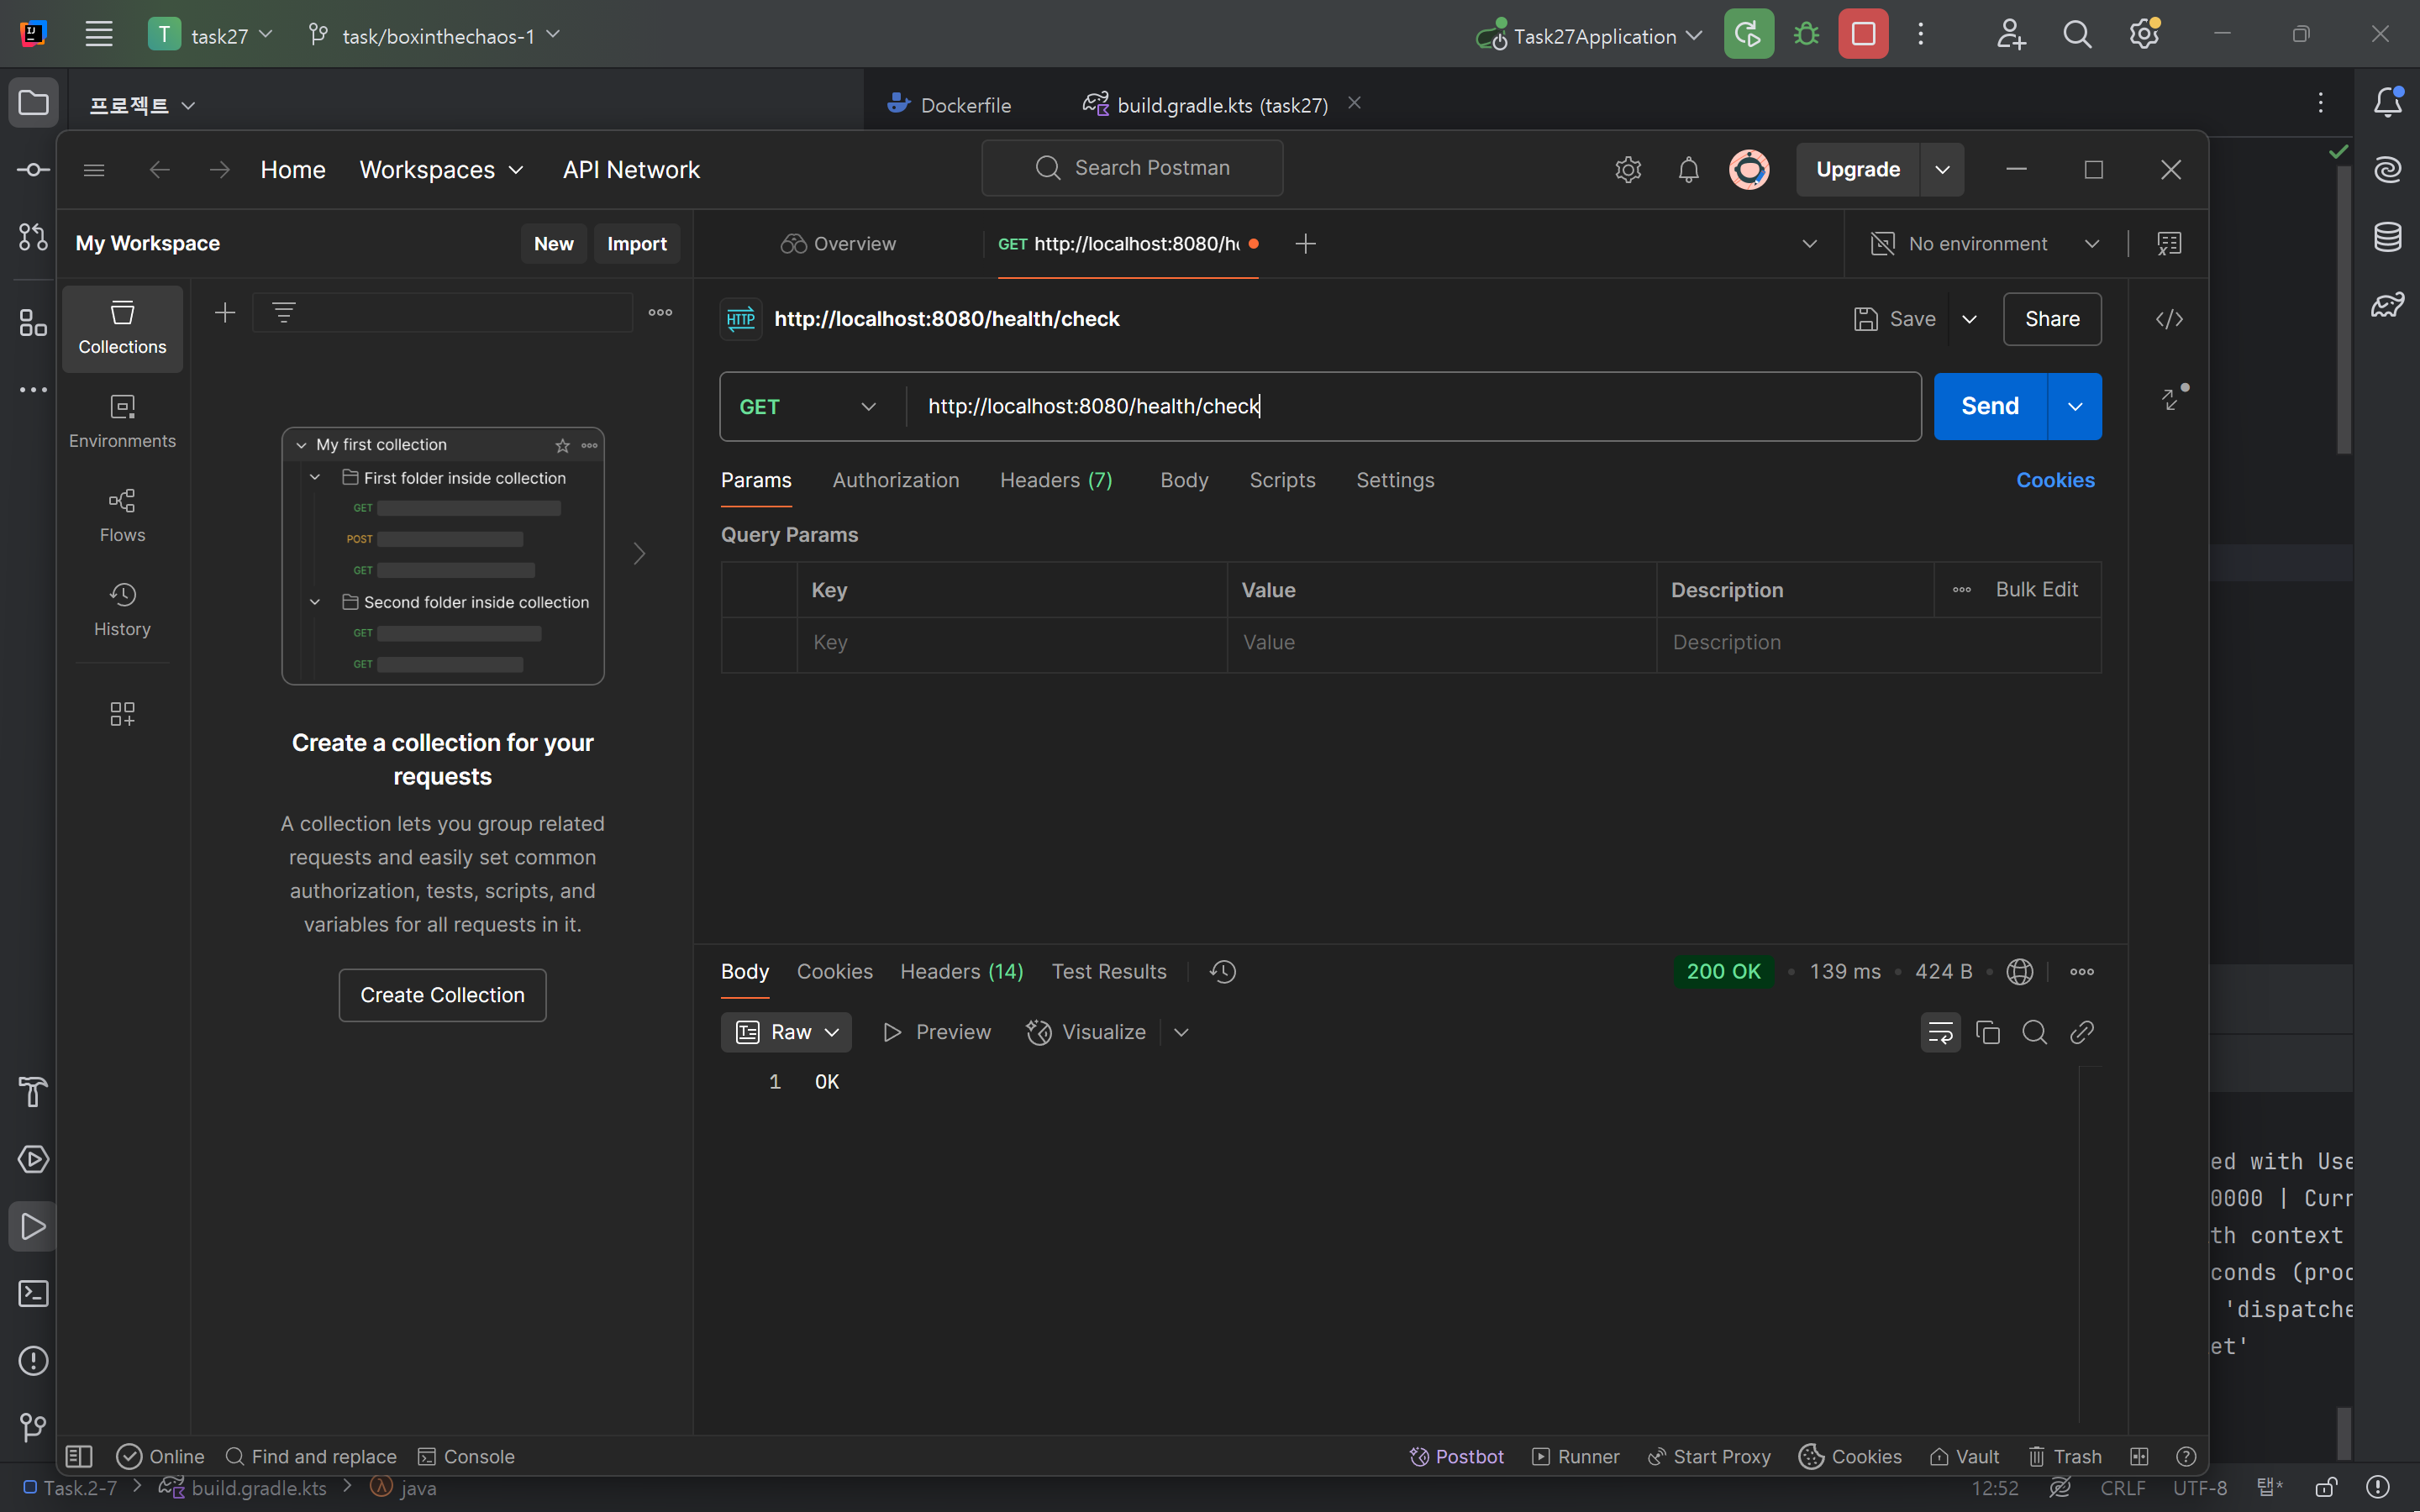 T task27
task/boxinthechaos-1
Task27Application
프로젝트
Dockerfile
build.gradle.kts (task27)
Home
Workspaces
API Network
Search Postman
Upgrade
My Workspace
New
Import
Overview
GET http://localhost:8080/h
No environment
Collections
Environments
Flows
History
HTTP
http://localhost:8080/health/check
Save
Share
GET
http://localhost:8080/health/check
Send
My first collection
First folder inside collection
GET
POST
GET
Second folder inside collection
GET
GET
Params
Authorization
Headers (7)
Body
Scripts
Settings
Cookies
Query Params
Key
Value
Description
Bulk Edit
Key
Value
Description
Create a collection for your
requests
A collection lets you group related
requests and easily set common
authorization, tests, scripts, and
variables for all requests in it.
Create Collection
Body
Cookies
Headers (14)
Test Results
200 OK
139 ms
424 B
Raw
Preview
Visualize
1 OK
ed with Use
0000 | Curr
th context
conds (proc
'dispatche
et'
Online
Find and replace
Console
Postbot
Runner
Start Proxy
Cookies
Vault
Trash
Task.2-7
build.gradle.kts
java
12:52
CRLF
UTF-8
탭*